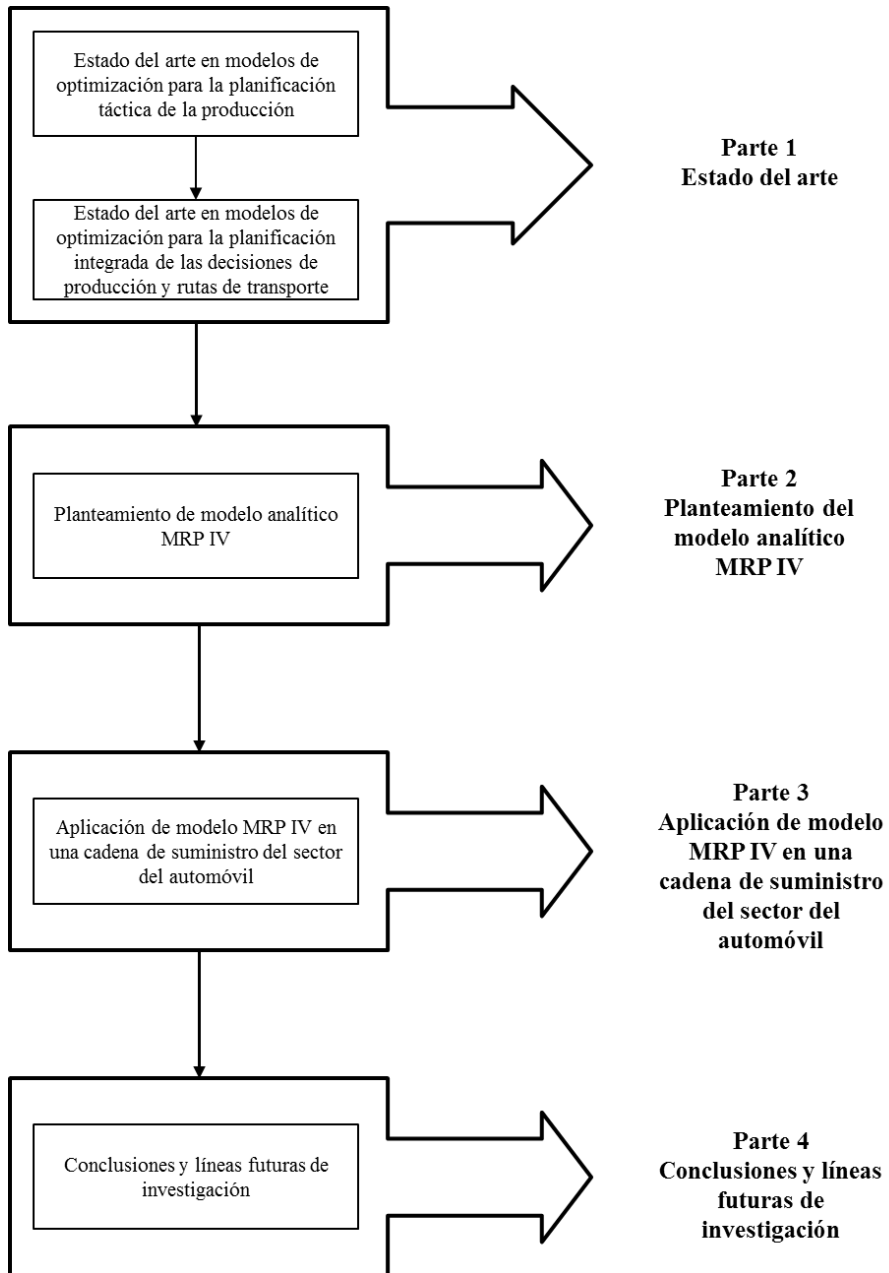 Estado del arte en modelos de
optimización para la planificación
táctica de la producción
Estado del arte en modelos de
optimización para la planificación
integrada de las decisiones de
producción y rutas de transporte
Parte 1
Estado del arte
Planteamiento de modelo analítico
MRP IV
Parte 2
Planteamiento del
modelo analítico
MRP IV
Aplicación de modelo MRP IV en
una cadena de suministro del sector
del automóvil
Parte 3
Aplicación de modelo
MRP IV en una
cadena de suministro
del sector del
automóvil
Conclusiones y líneas futuras de
investigación
Parte 4
Conclusiones y líneas
futuras de
investigación